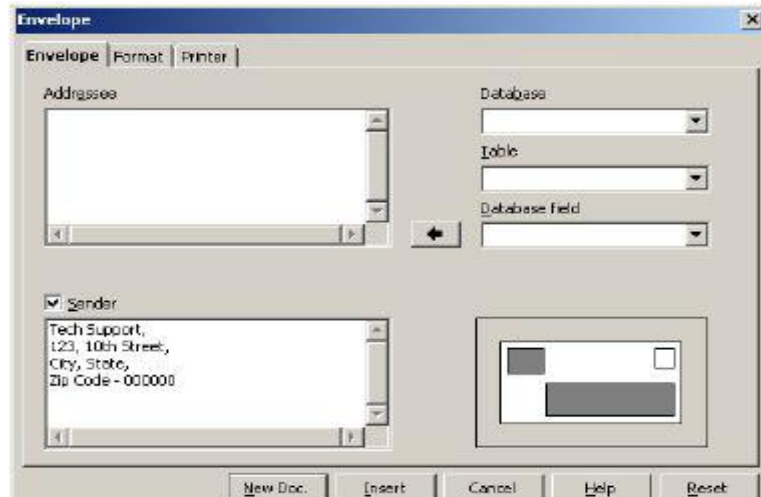 Envelope
Envelope Format Printer
Addressee Database
Table
Database field
Sender
Tech Support,
123, 10th Street,
City, State,
Zip Code - 000000
New Doc. Insert Cancel Help Reset